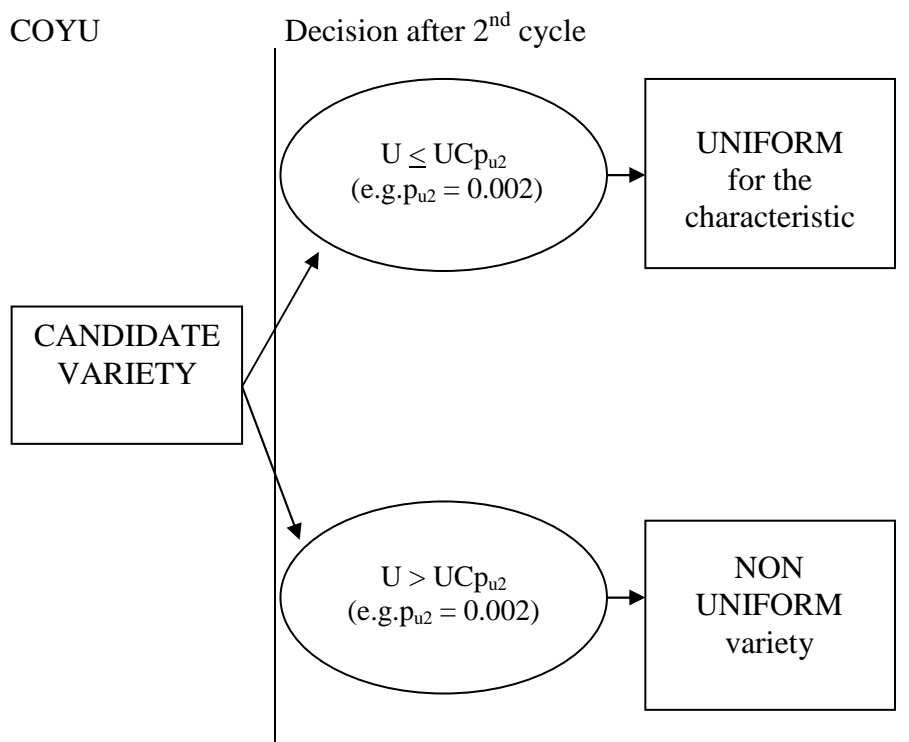 COYU
Decision after 2nd cycle
U ≤ UCpu2
(e.g.pu2 = 0.002)
UNIFORM
for the
characteristic
CANDIDATE
VARIETY
U > UCpu2
(e.g.pu2 = 0.002)
NON
UNIFORM
variety